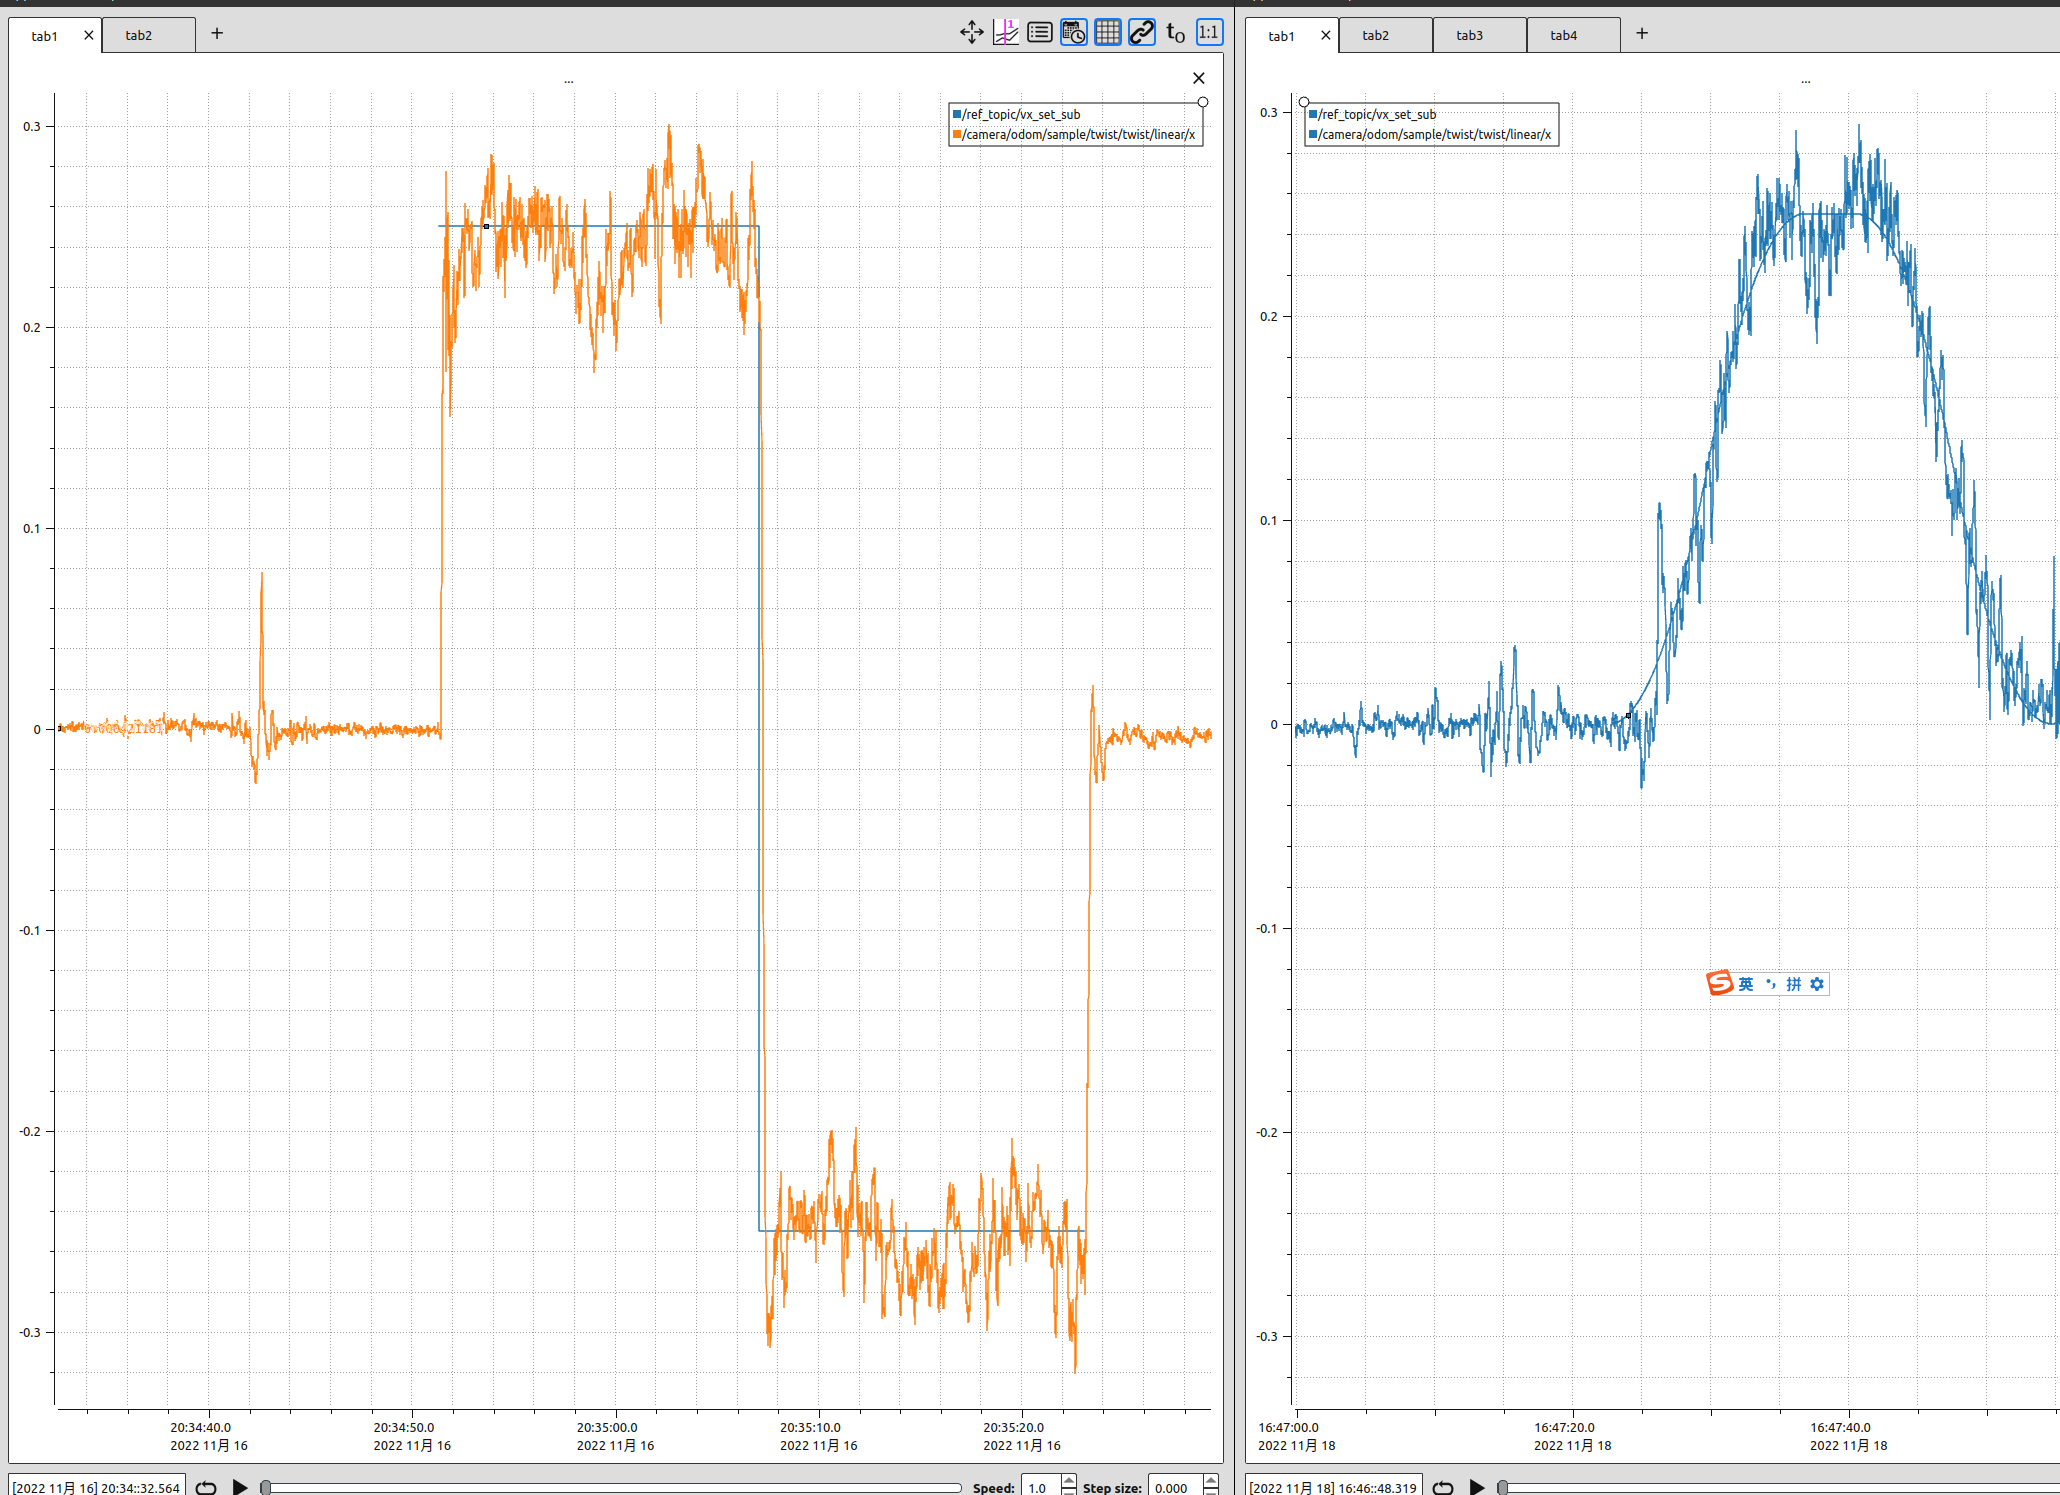 tab1
tab2
...
/ref_topic/vx_set_sub
/camera/odom/sample/twist/twist/linear/x
0.3
0.2
0.1
0
-0.1
-0.2
-0.3
20:34:40.0
2022 11月 16
20:34:50.0
2022 11月 16
20:35:00.0
2022 11月 16
20:35:10.0
2022 11月 16
20:35:20.0
2022 11月 16
[2022 11月 16] 20:34::32.564
Speed: 1.0
Step size: 0.000
1
to
1:1
tab1
tab2
tab3
tab4
...
/ref_topic/vx_set_sub
/camera/odom/sample/twist/twist/linear/x
0.3
0.2
0.1
0
-0.1
-0.2
-0.3
S 英 拼
16:47:00.0
2022 11月 18
16:47:20.0
2022 11月 18
16:47:40.0
2022 11月 18
[2022 11月 18] 16:46::48.319